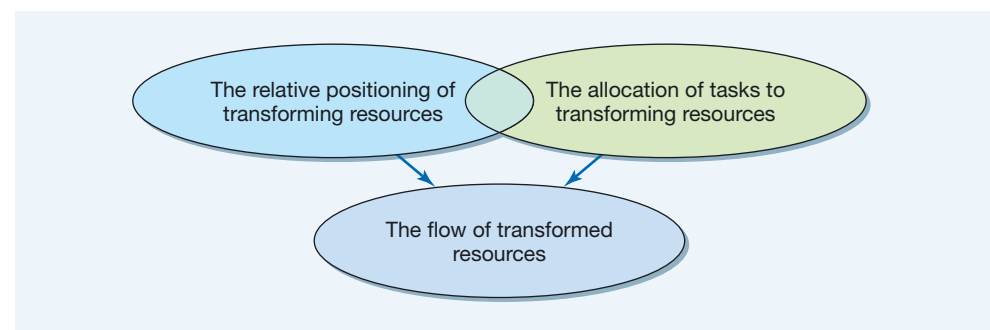 The relative positioning of
transforming resources
The allocation of tasks to
transforming resources
The flow of transformed
resources